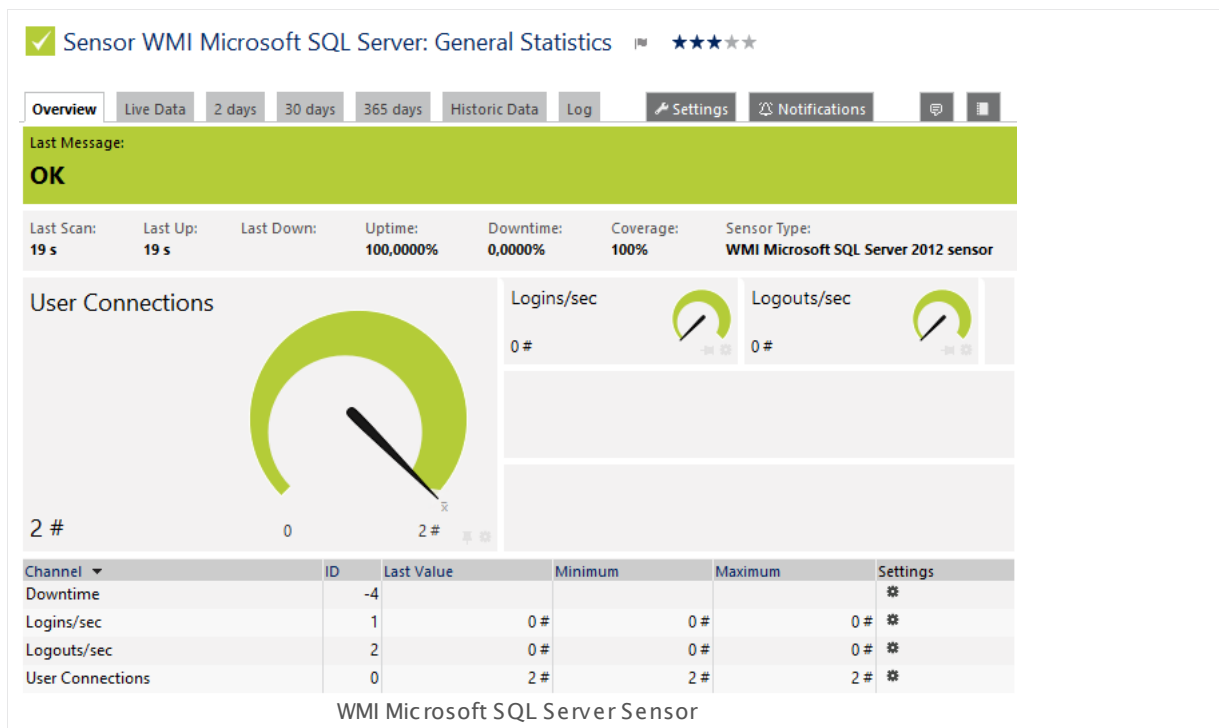 Sensor WMI Microsoft SQL Server: General Statistics
Overview Live Data 2 days 30 days 365 days Historic Data Log Settings Notifications
Last Message:
OK
Last Scan: Last Up: Last Down: Uptime: Downtime: Coverage: Sensor Type:
19 s 19 s 100,0000% 0,0000% 100% WMI Microsoft SQL Server 2012 sensor
User Connections
2 #
0 2 #
x̄
Logins/sec
0 #
Logouts/sec
0 #
Channel ID Last Value Minimum Maximum Settings
Downtime -4
Logins/sec 1 0 # 0 # 0 #
Logouts/sec 2 0 # 0 # 0 #
User Connections 0 2 # 2 # 2 #
WMI Microsoft SQL Server Sensor